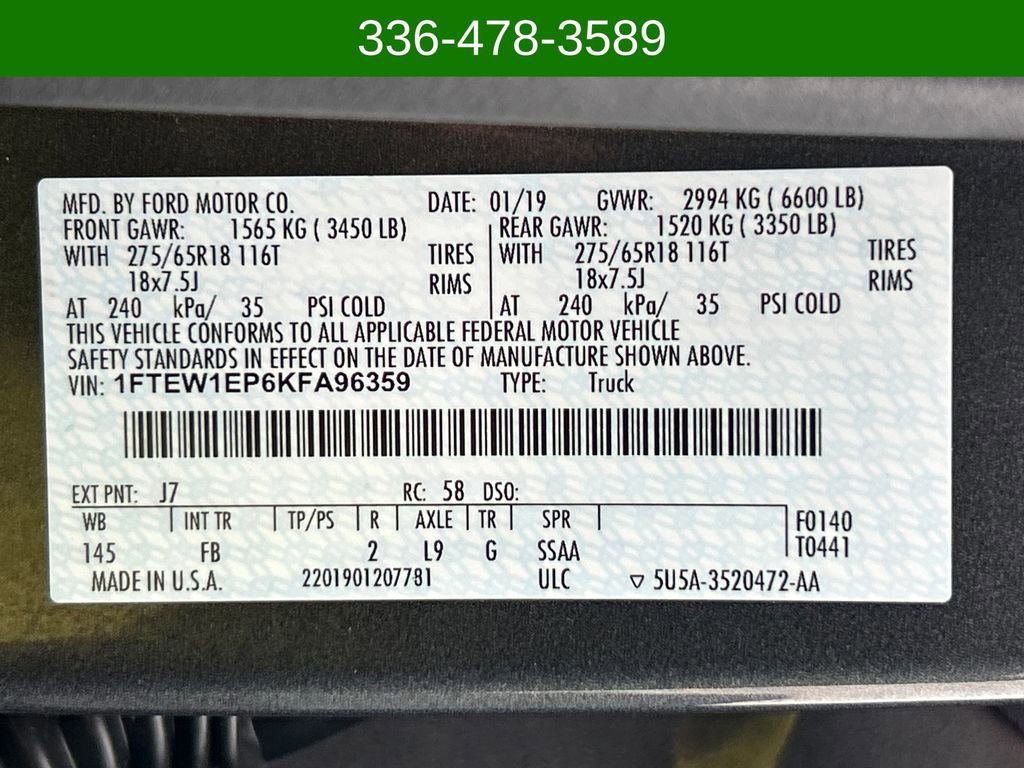 336-478-3589
MFD. BY FORD MOTOR CO. DATE: 01/19 GVWR: 2994 KG ( 6600 LB)
FRONT GAWR: 1565 KG ( 3450 LB) REAR GAWR: 1520 KG ( 3350 LB)
WITH 275/65R18 116T TIRES WITH 275/65R18 116T TIRES
18x7.5J RIMS 18x7.5J RIMS
AT 240 kPa/ 35 PSI COLD AT 240 kPa/ 35 PSI COLD
THIS VEHICLE CONFORMS TO ALL APPLICABLE FEDERAL MOTOR VEHICLE
SAFETY STANDARDS IN EFFECT ON THE DATE OF MANUFACTURE SHOWN ABOVE.
VIN: 1FTEW1EP6KFA96359 TYPE: Truck
EXT PNT: J7 RC: 58 DSO:
WB INT TR TP/PS R AXLE TR SPR F0140
145 FB 2 L9 G SSAA T0441
MADE IN U.S.A. 2201901207781 ULC ▽ 5U5A-3520472-AA